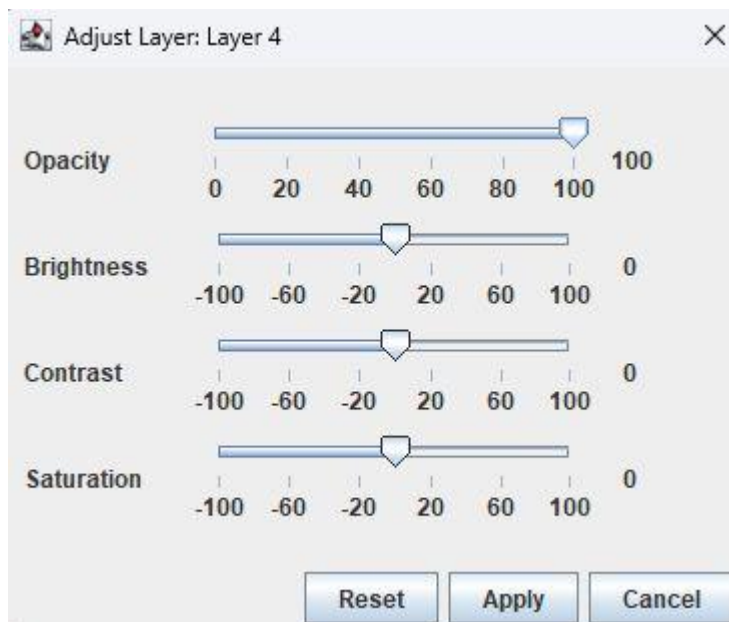 Adjust Layer: Layer 4
Opacity 100
0 20 40 60 80 100
Brightness 0
-100 -60 -20 20 60 100
Contrast 0
-100 -60 -20 20 60 100
Saturation 0
-100 -60 -20 20 60 100
Reset Apply Cancel